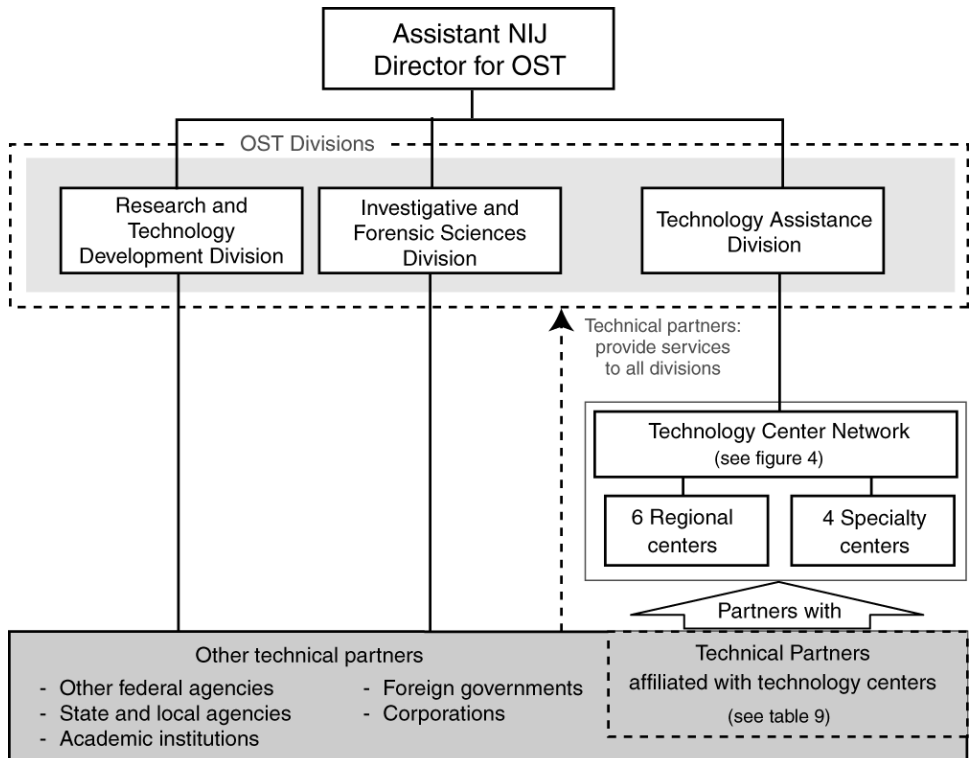 Assistant NIJ
Director for OST
OST Divisions
Research and
Technology
Development Division
Investigative and
Forensic Sciences
Division
Technology Assistance
Division
Technical partners:
provide services
to all divisions
Technology Center Network
(see figure 4)
6 Regional
centers
4 Specialty
centers
Partners with
Other technical partners
- Other federal agencies
- State and local agencies
- Academic institutions
- Foreign governments
- Corporations
Technical Partners
affiliated with technology centers
(see table 9)